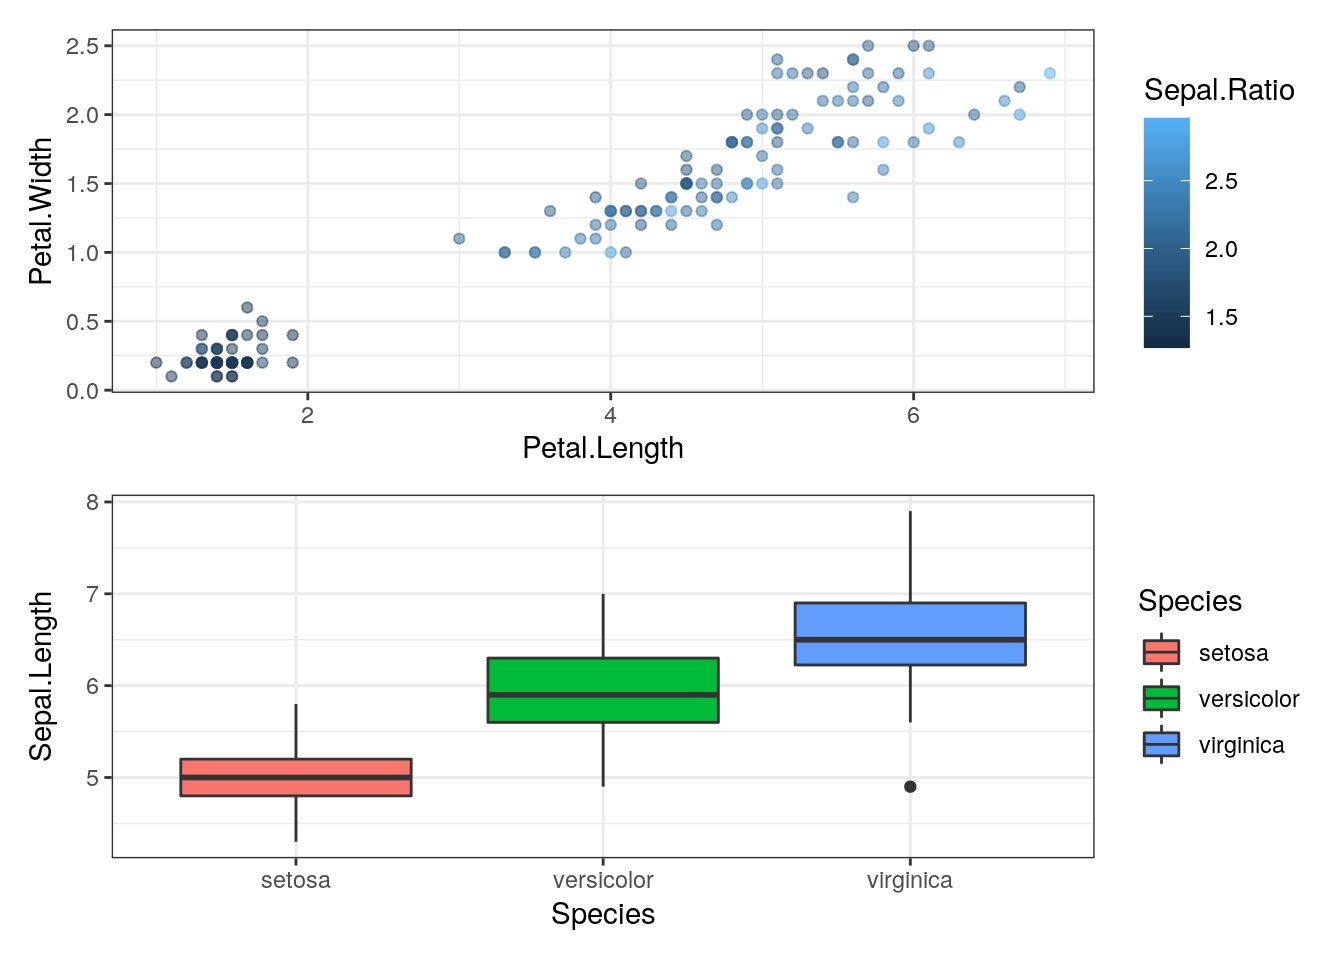 2.5
2.0
1.5
1.0
0.5
0.0
Petal.Width
2 4 6
Petal.Length
Sepal.Ratio
2.5
2.0
1.5
8
7
6
5
Sepal.Length
setosa versicolor virginica
Species
Species
setosa
versicolor
virginica